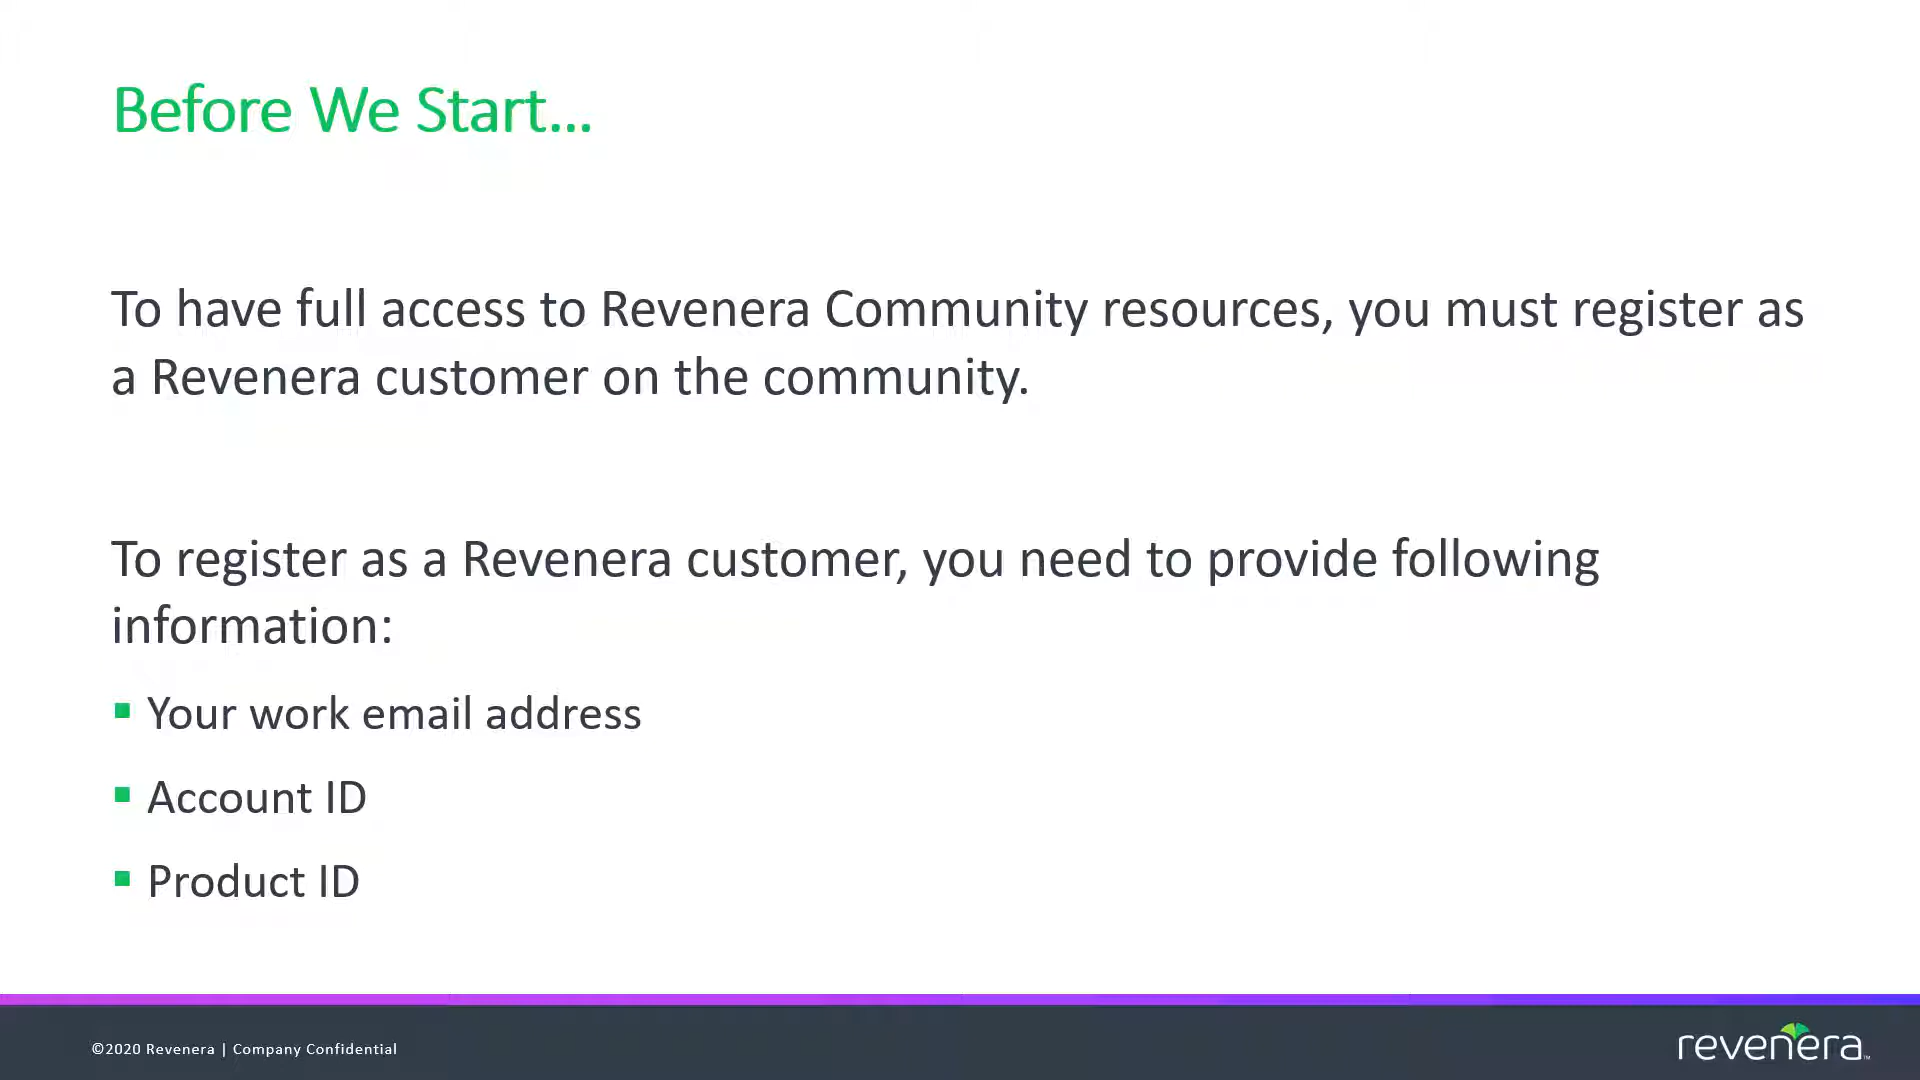 Before We Start...
To have full access to Revenera Community resources, you must register as
a Revenera customer on the community.
To register as a Revenera customer, you need to provide following
information:
▪ Your work email address
▪ Account ID
▪ Product ID
©2020 Revenera | Company Confidential
revenera™